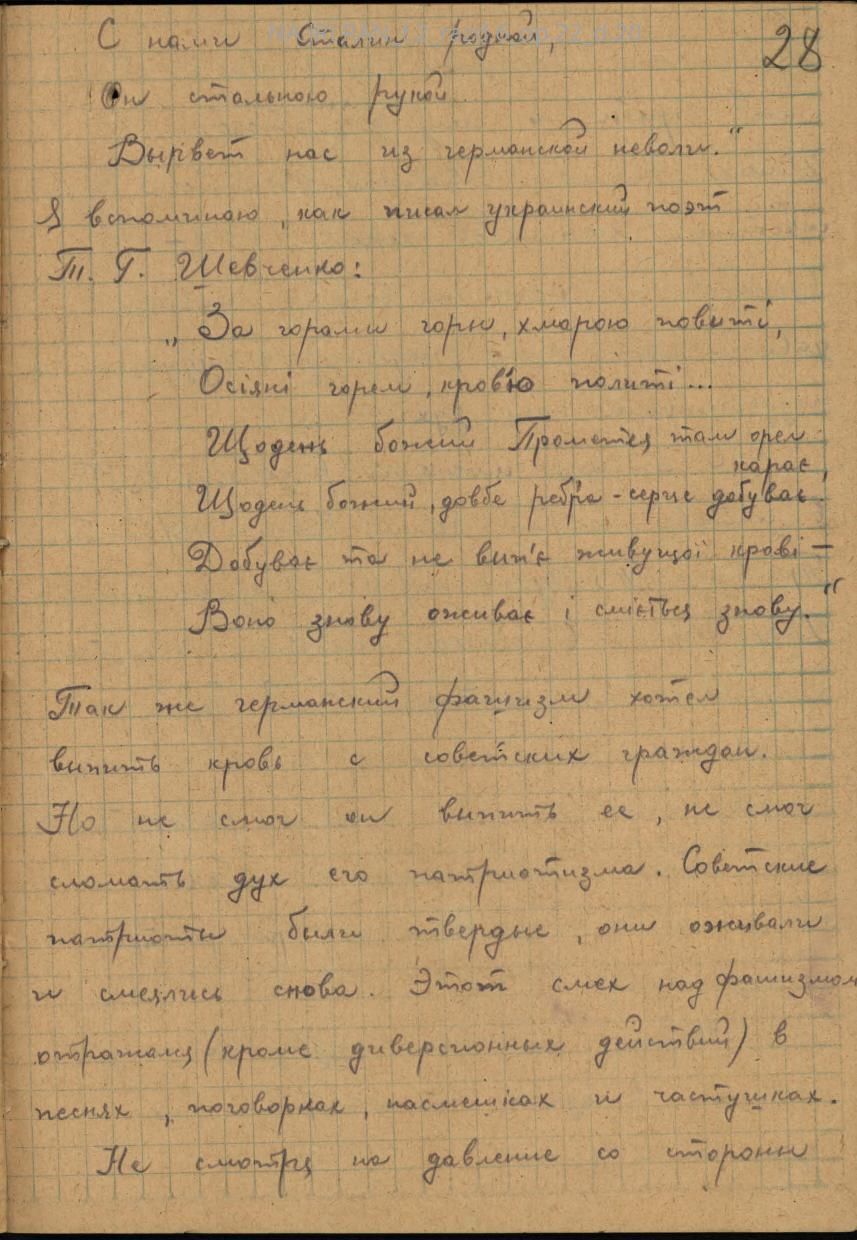 28
С нами Сталин родной,
Он стальною рукой
Вырвет нас из германской неволи."
Я вспоминаю, как писал украинский поэт
Т. Г. Шевченко:
„За горами горы, хмарою повиті,
Осіяні горем, кров'ю политі...
Щодень божий Прометея там орел
карає,
Щодень божий, довбе ребра - серце добуває.
Добуває та не вип'є живущої крові —
Воно знову оживає і сміється знову."
Так же германский фашизм хотел
выпить кровь с советских граждан.
Но не смог он выпить ее, не смог
сломать дух его патриотизма. Советские
патриоты были твердые, они оживали
и смеялись снова. Этот смех над фашизмом
отражался (кроме диверсионных действий) в
песнях, поговорках, насмешках и частушках.
Не смотря на давление со стороны